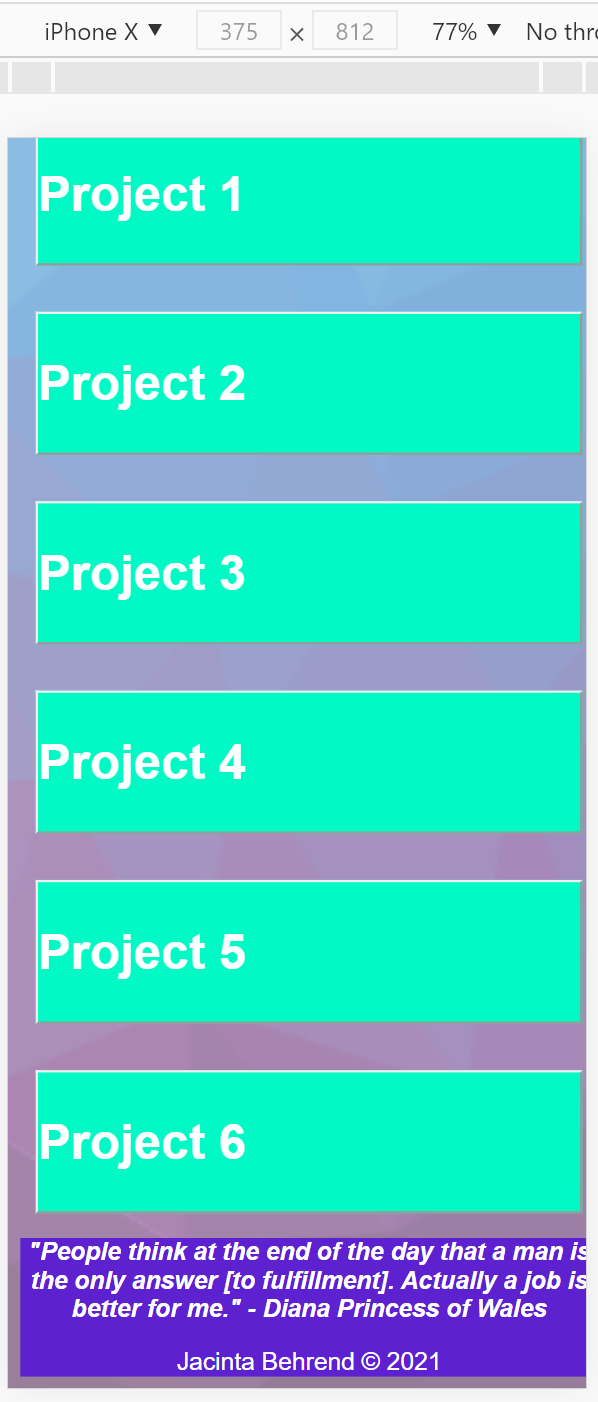 iPhone X ▼ 375 × 812 77% ▼ No thro
Project 1
Project 2
Project 3
Project 4
Project 5
Project 6
"People think at the end of the day that a man is
the only answer [to fulfillment]. Actually a job is
better for me." - Diana Princess of Wales
Jacinta Behrend © 2021